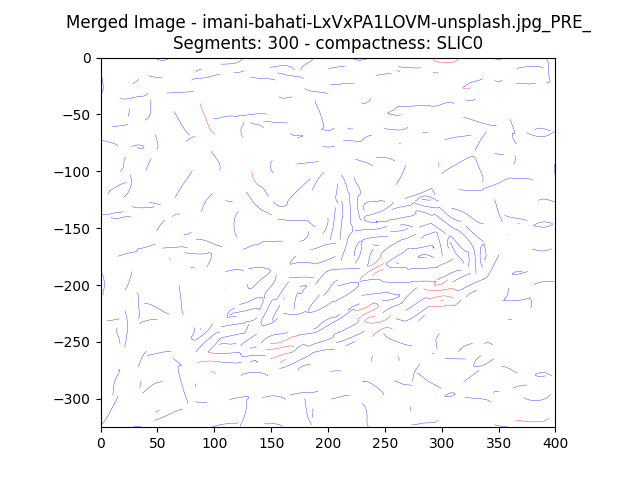 Merged Image - imani-bahati-LxVxPA1LOVM-unsplash.jpg_PRE_
Segments: 300 - compactness: SLIC0
0
−50
−100
−150
−200
−250
−300
0 50 100 150 200 250 300 350 400